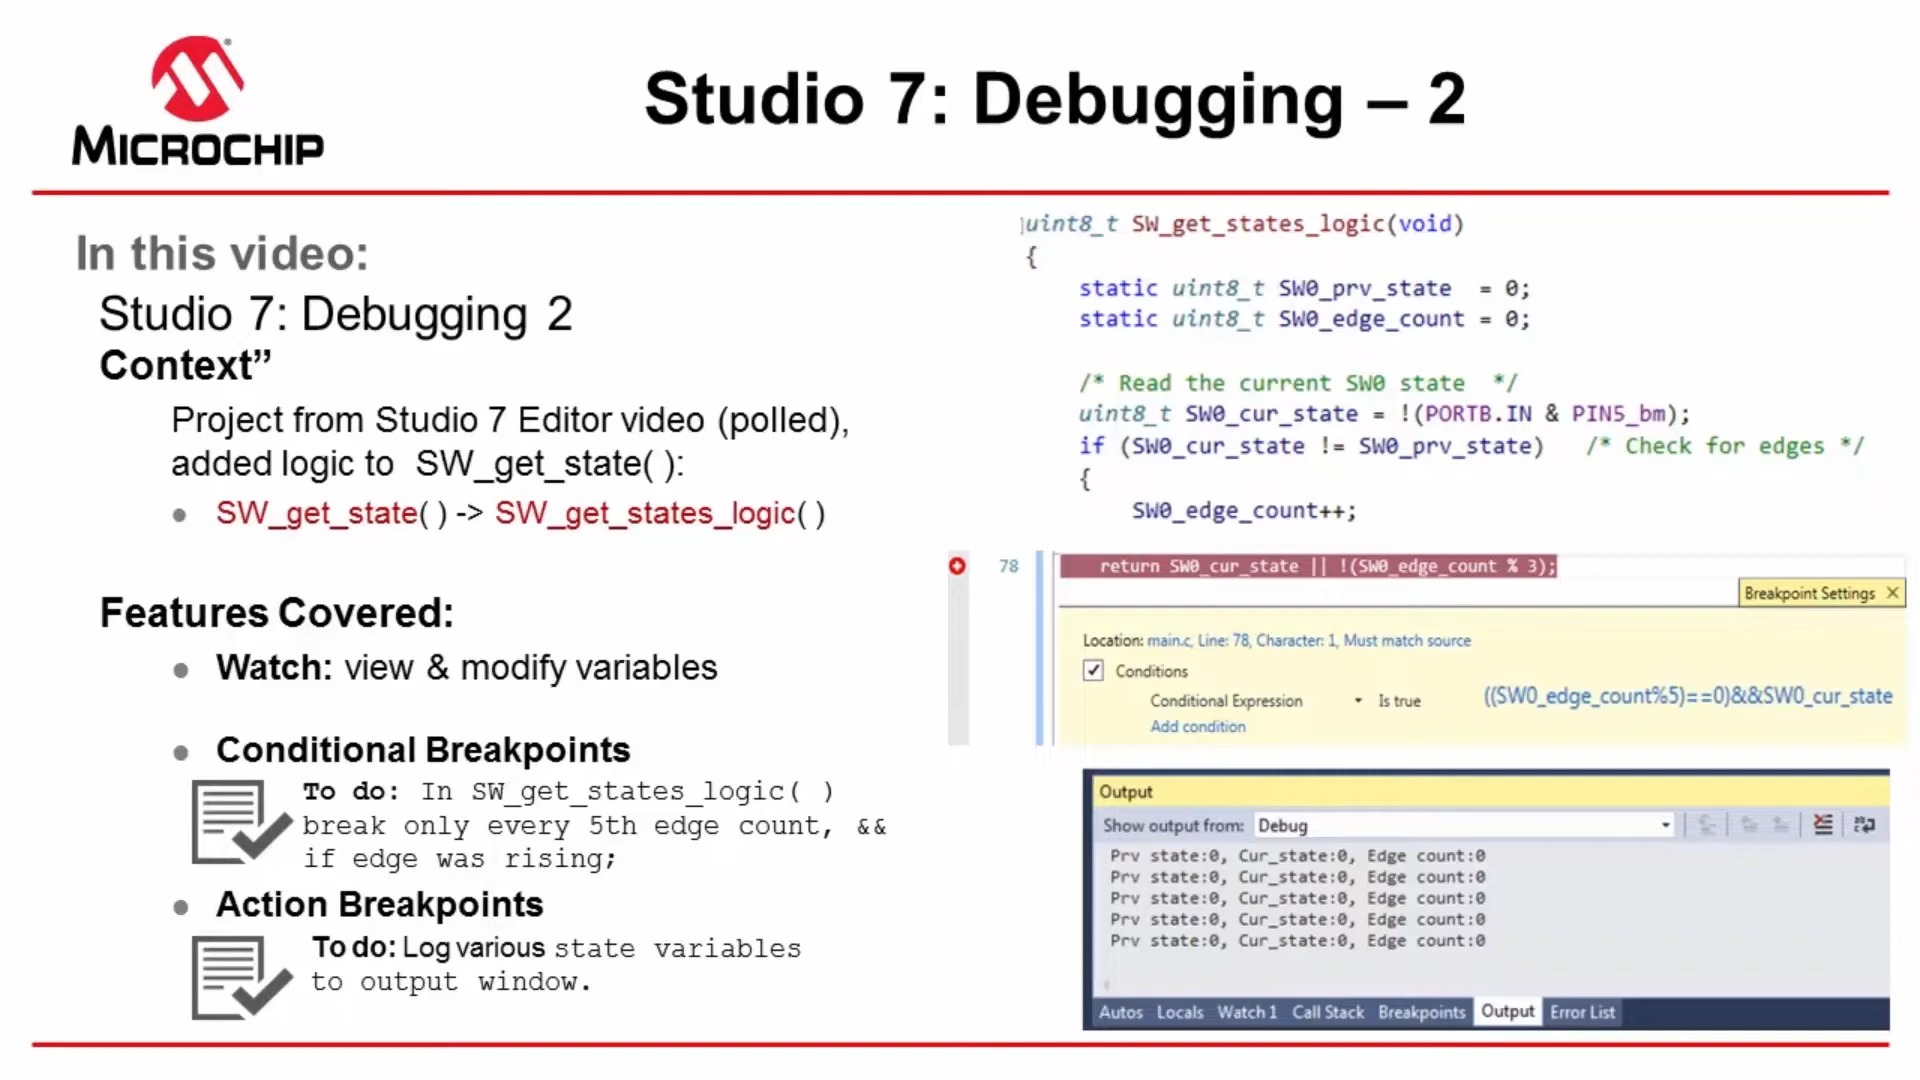 MICROCHIP
Studio 7: Debugging – 2
In this video:
Studio 7: Debugging 2
Context”
Project from Studio 7 Editor video (polled),
added logic to SW_get_state( ):
• SW_get_state( ) -> SW_get_states_logic( )
Features Covered:
• Watch: view & modify variables
• Conditional Breakpoints
To do: In SW_get_states_logic( )
break only every 5th edge count, &&
if edge was rising;
• Action Breakpoints
To do: Log various state variables
to output window.
uint8_t SW_get_states_logic(void)
{
static uint8_t SW0_prv_state = 0;
static uint8_t SW0_edge_count = 0;
/* Read the current SW0 state */
uint8_t SW0_cur_state = !(PORTB.IN & PIN5_bm);
if (SW0_cur_state != SW0_prv_state) /* Check for edges */
{
SW0_edge_count++;
78 return SW0_cur_state || !(SW0_edge_count % 3);
Breakpoint Settings ×
Location: main.c, Line: 78, Character: 1, Must match source
Conditions
Conditional Expression Is true ((SW0_edge_count%5)==0)&&SW0_cur_state
Add condition
Output
Show output from: Debug
Prv state:0, Cur_state:0, Edge count:0
Prv state:0, Cur_state:0, Edge count:0
Prv state:0, Cur_state:0, Edge count:0
Prv state:0, Cur_state:0, Edge count:0
Prv state:0, Cur_state:0, Edge count:0
Autos Locals Watch 1 Call Stack Breakpoints Output Error List